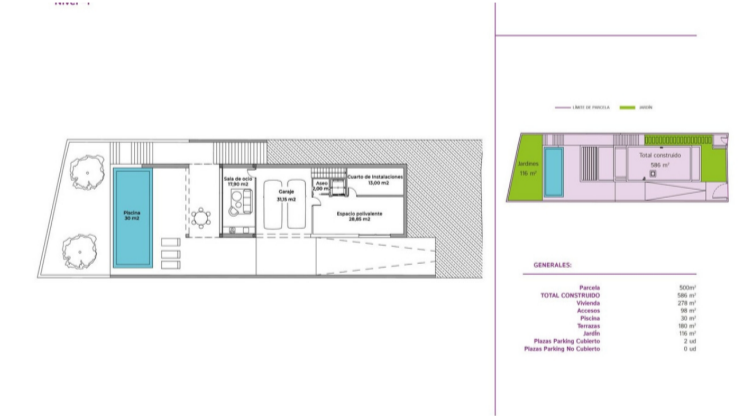 Sala de ocio
17,90 m2
Garaje
31,15 m2
Aseo
2,00 m2
Cuarto de Instalaciones
13,00 m2
Espacio polivalente
28,85 m2
Piscina
30 m2
LÍMITE DE PARCELA
JARDÍN
Jardines
116 m²
Total construido
586 m²
GENERALES:
Parcela 500m²
TOTAL CONSTRUIDO 586 m²
Vivienda 278 m²
Accesos 98 m²
Piscina 30 m²
Terrazas 180 m²
Jardín 116 m²
Plazas Parking Cubierto 2 ud
Plazas Parking No Cubierto 0 ud